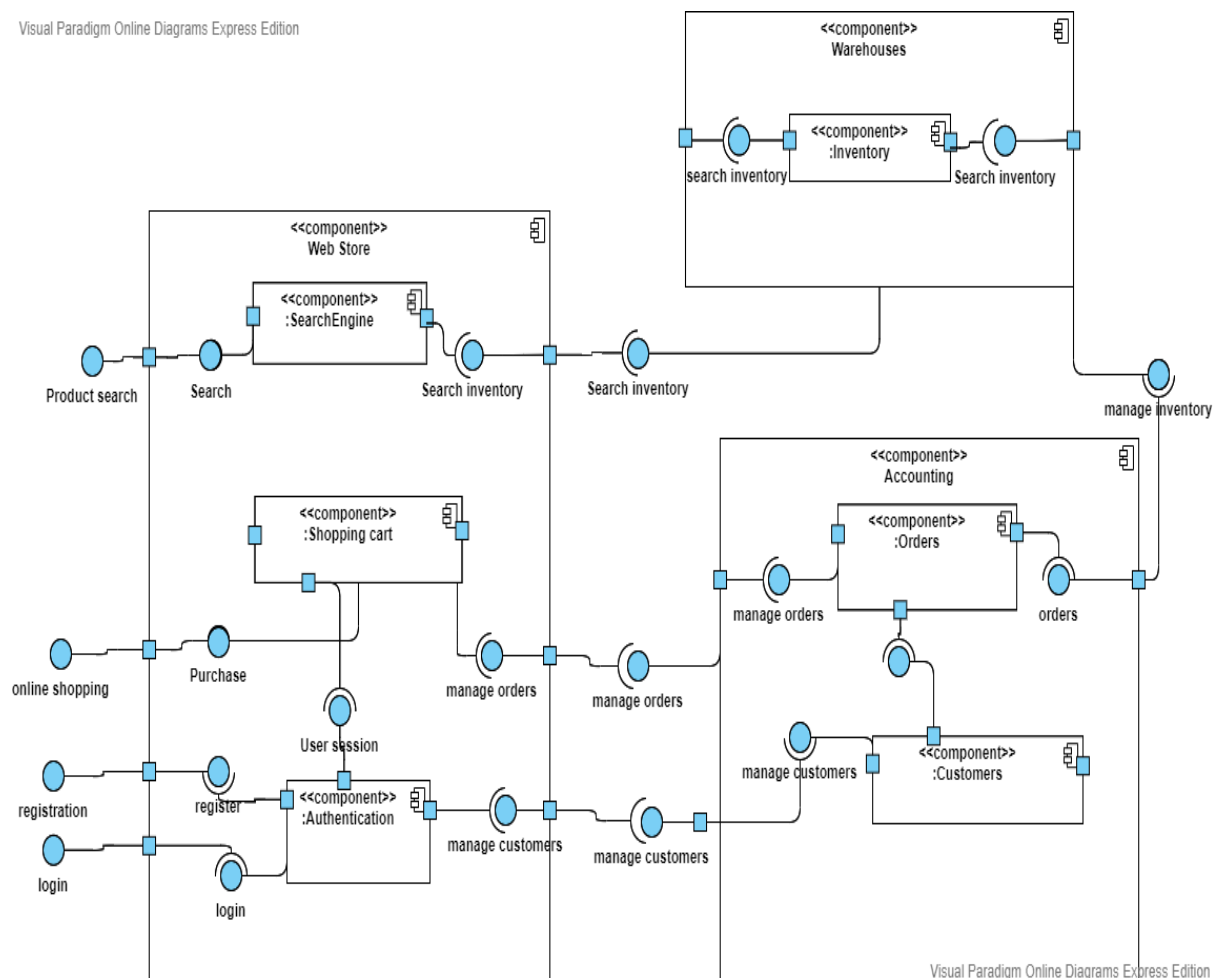 Visual Paradigm Online Diagrams Express Edition
<<component>>
Warehouses
<<component>>
:Inventory
search inventory
Search inventory
<<component>>
Web Store
<<component>>
:SearchEngine
Product search
Search
Search inventory
Search inventory
manage inventory
<<component>>
Accounting
<<component>>
:Shopping cart
<<component>>
:Orders
manage orders
orders
online shopping
Purchase
manage orders
manage orders
User session
registration
register
<<component>>
:Authentication
manage customers
<<component>>
:Customers
manage customers
manage customers
login
login
Visual Paradigm Online Diagrams Express Edition